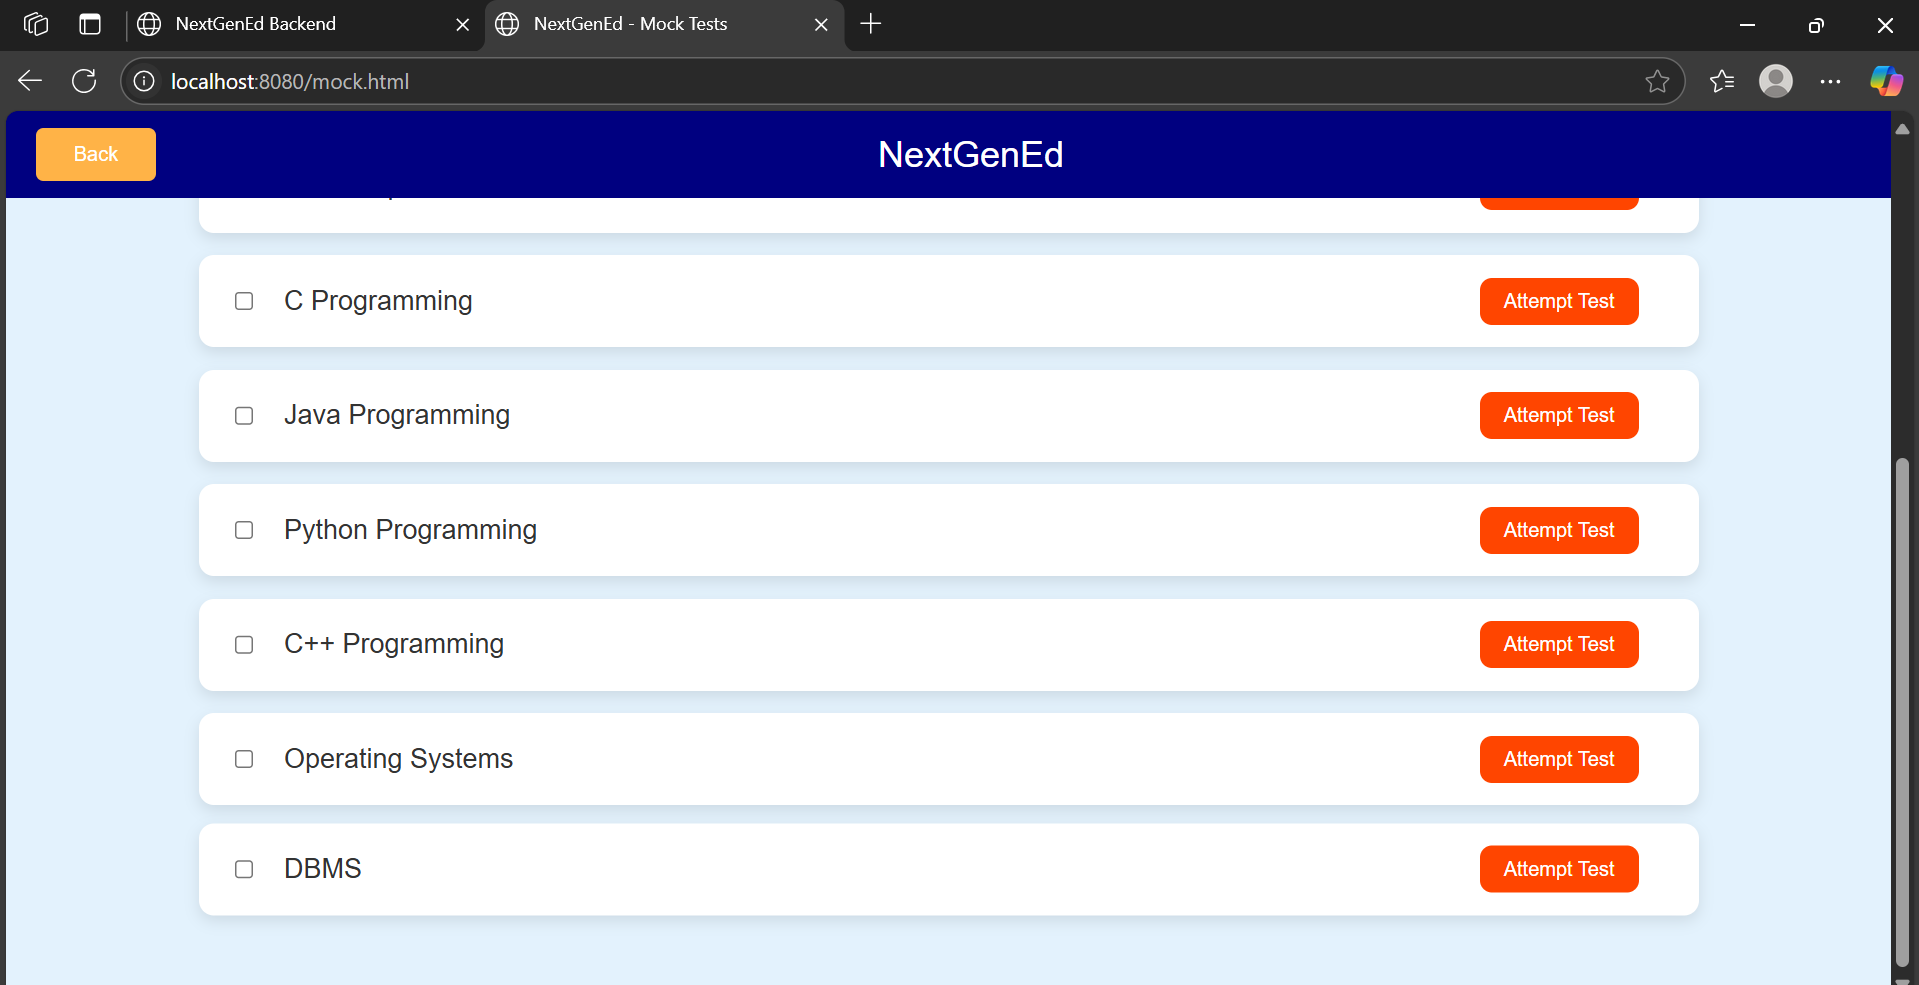 NextGenEd Backend
NextGenEd - Mock Tests
localhost:8080/mock.html
Back
NextGenEd
C Programming
Attempt Test
Java Programming
Attempt Test
Python Programming
Attempt Test
C++ Programming
Attempt Test
Operating Systems
Attempt Test
DBMS
Attempt Test